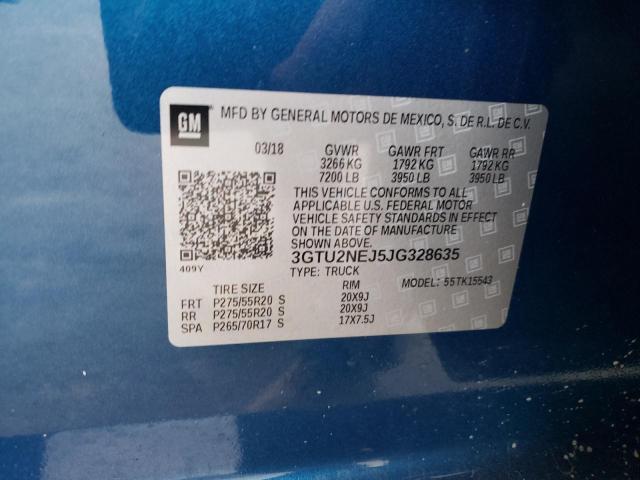 GM
MFD BY GENERAL MOTORS DE MEXICO, S. DE R.L. DE C.V.
03/18 GVWR GAWR FRT GAWR RR
3266 KG 1792 KG 1792 KG
7200 LB 3950 LB 3950 LB
THIS VEHICLE CONFORMS TO ALL
APPLICABLE U.S. FEDERAL MOTOR
VEHICLE SAFETY STANDARDS IN EFFECT
ON THE DATE OF MANUFACTURE
SHOWN ABOVE.
3GTU2NEJ5JG328635
409Y TYPE: TRUCK MODEL: 55TK15543
TIRE SIZE RIM
FRT P275/55R20 S 20X9J
RR P275/55R20 S 20X9J
SPA P265/70R17 S 17X7.5J